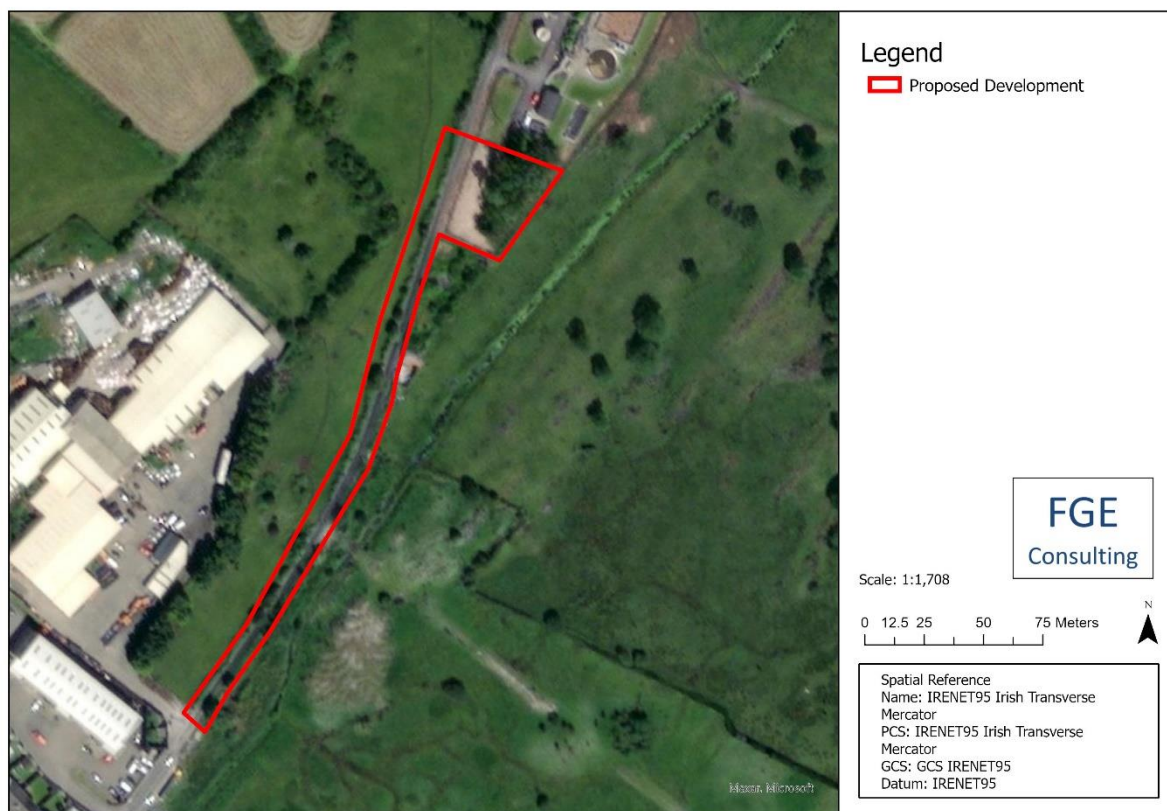 Legend
Proposed Development
FGE
Consulting
Scale: 1:1,708
0 12.5 25 50 75 Meters
N
Spatial Reference
Name: IRENET95 Irish Transverse
Mercator
PCS: IRENET95 Irish Transverse
Mercator
GCS: GCS IRENET95
Datum: IRENET95
Maxar, Microsoft